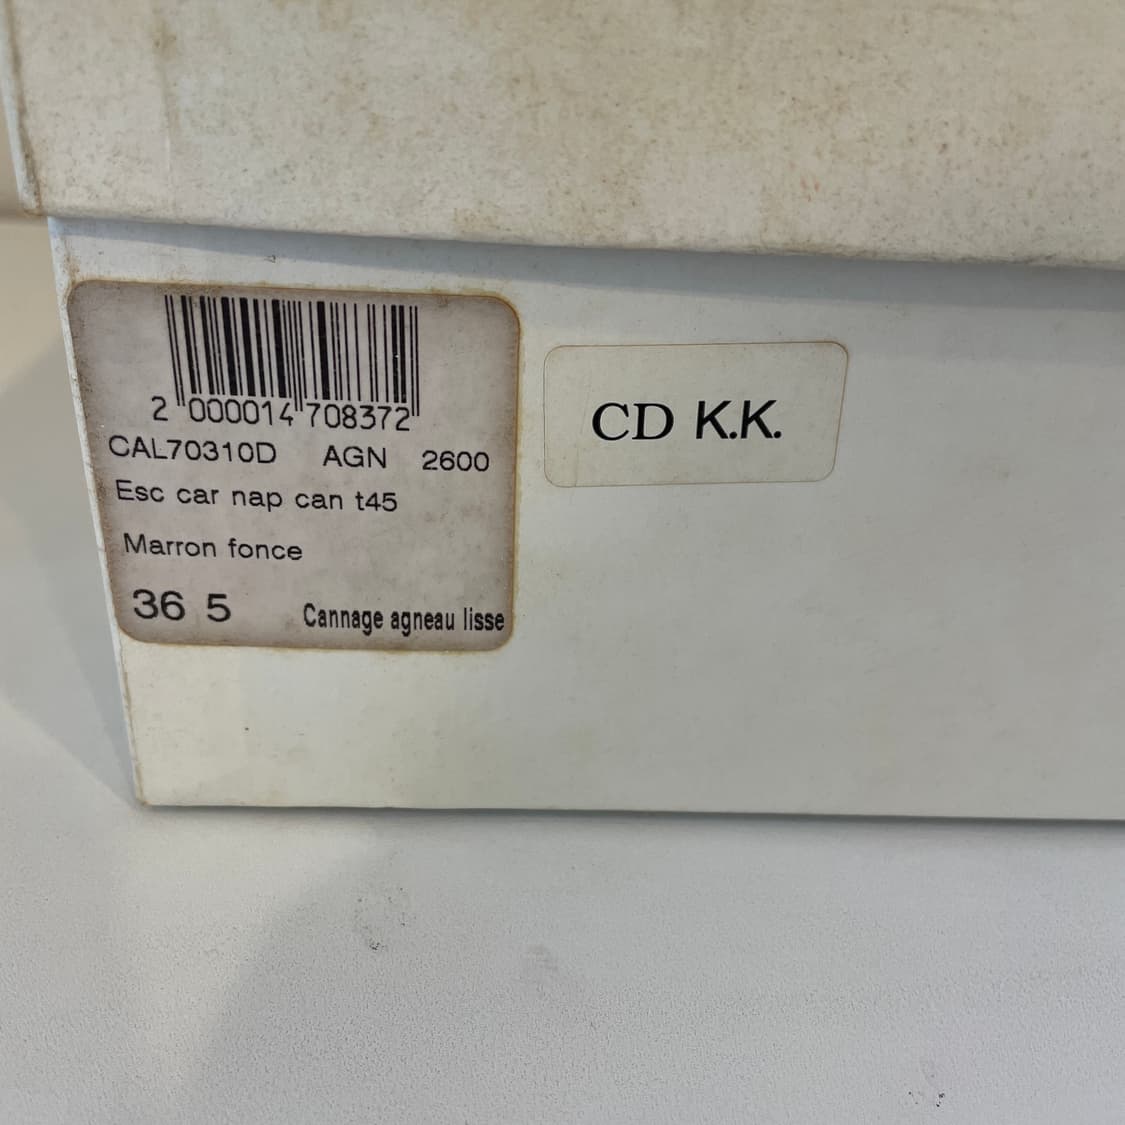 2 000014 708372
CAL70310D AGN 2600
Esc car nap can t45
Marron fonce
36 5 Cannage agneau lisse
CD K.K.